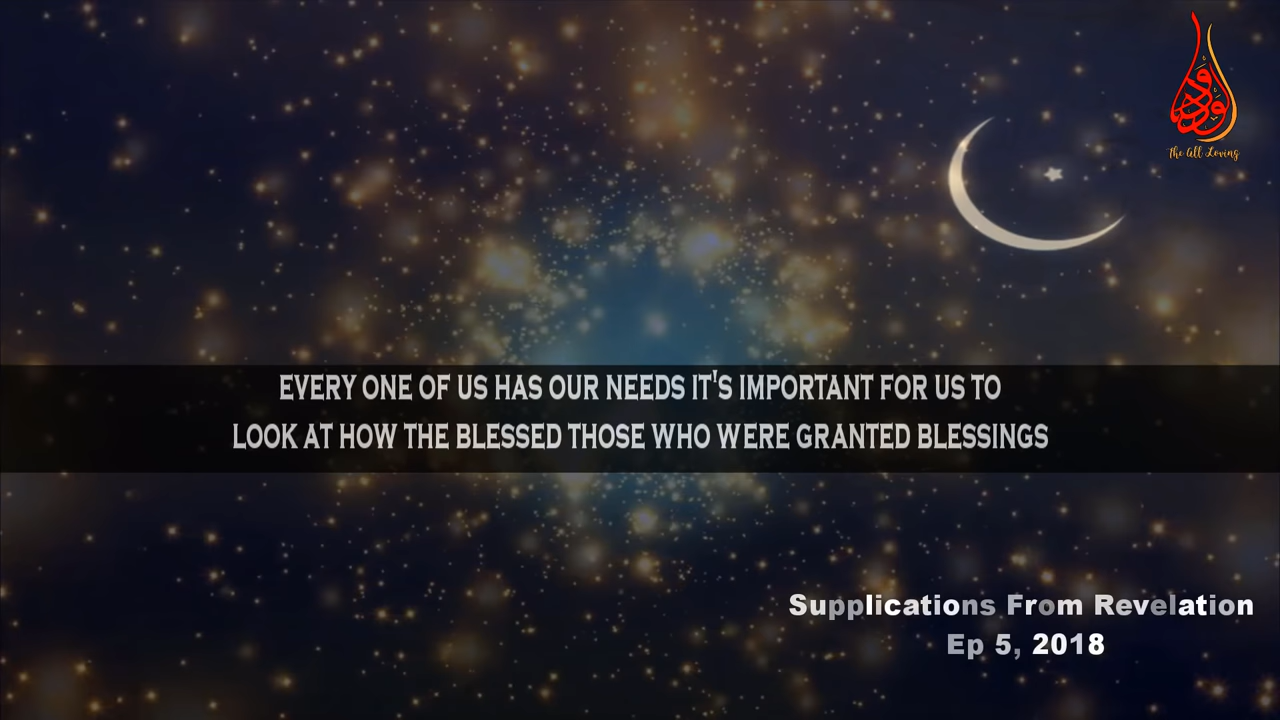 الودود
The All Loving
EVERY ONE OF US HAS OUR NEEDS IT'S IMPORTANT FOR US TO
LOOK AT HOW THE BLESSED THOSE WHO WERE GRANTED BLESSINGS
Supplications From Revelation
Ep 5, 2018